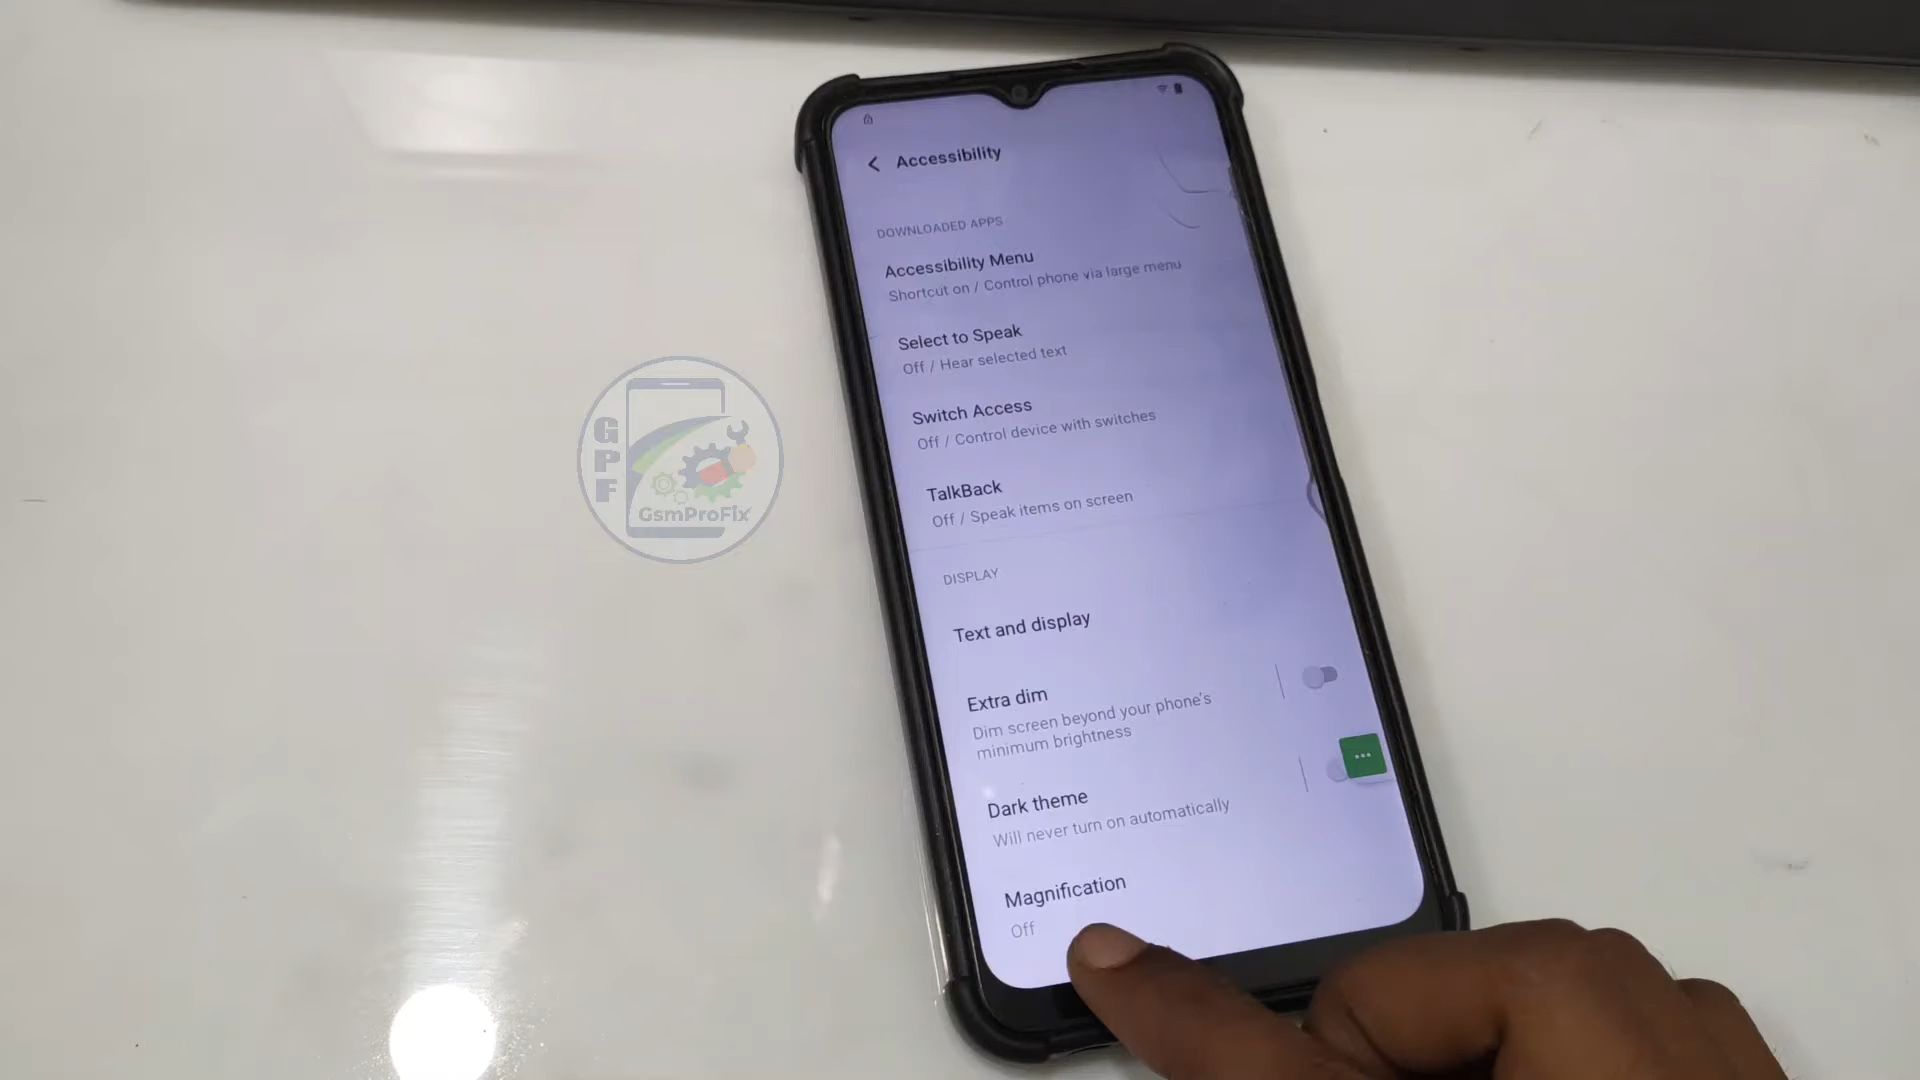 Accessibility
DOWNLOADED APPS
Accessibility Menu
Shortcut on / Control phone via large menu
Select to Speak
Off / Hear selected text
Switch Access
Off / Control device with switches
TalkBack
Off / Speak items on screen
DISPLAY
Text and display
Extra dim
Dim screen beyond your phone's
minimum brightness
Dark theme
Will never turn on automatically
Magnification
Off
GPF
GsmProFix